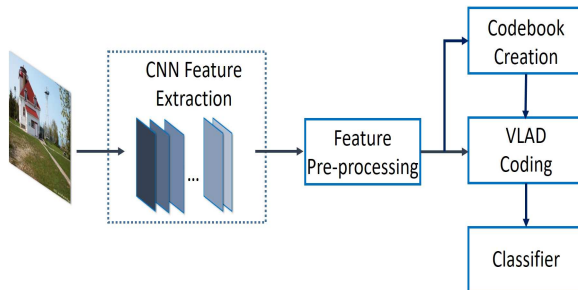 CNN Feature
Extraction
...
Feature
Pre-processing
Codebook
Creation
VLAD
Coding
Classifier